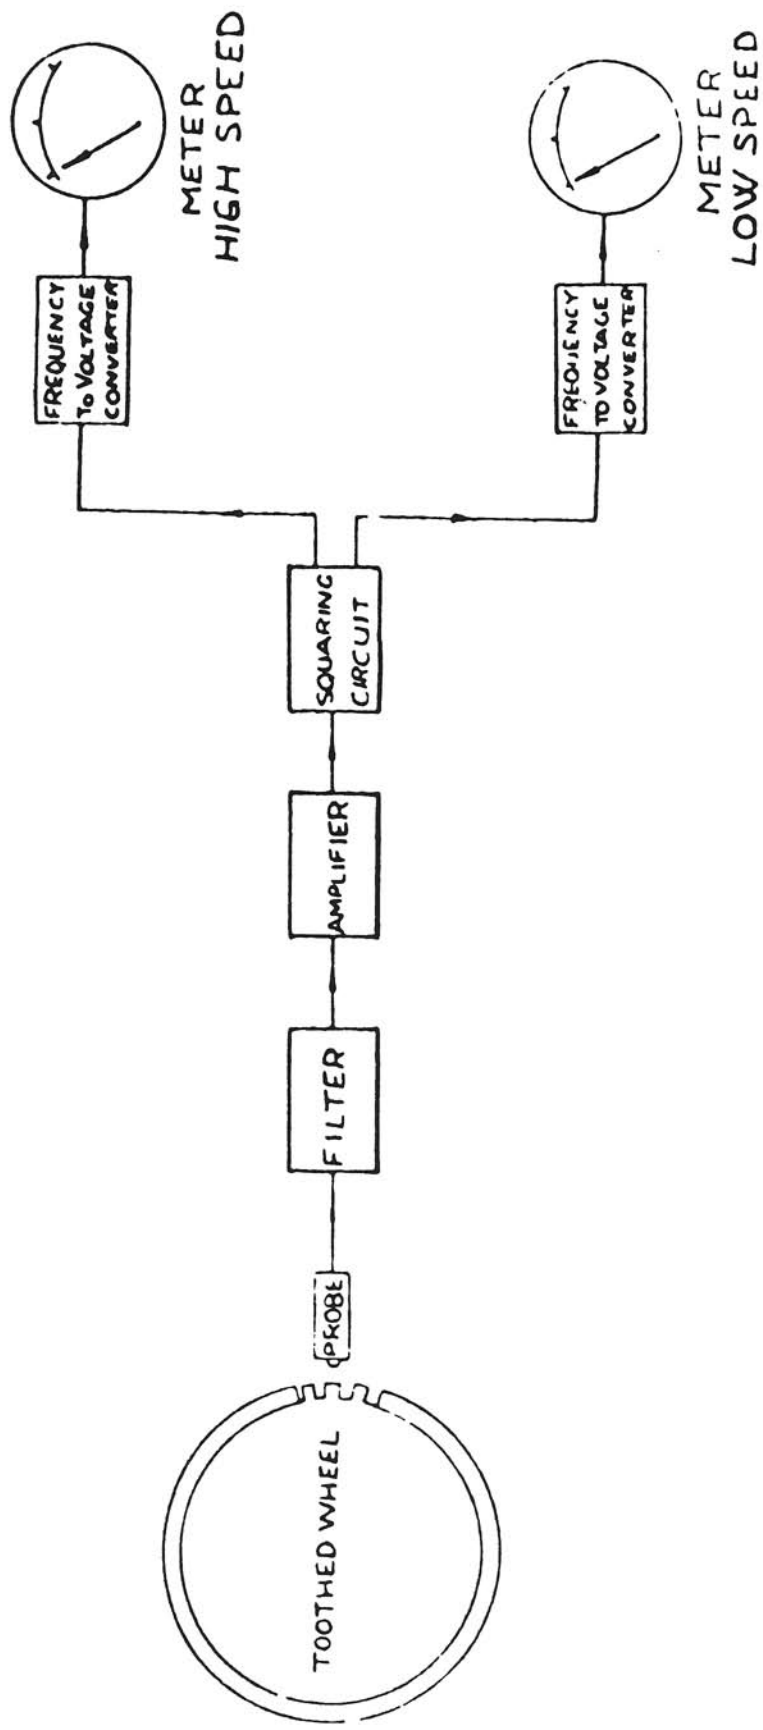 TOOTHED WHEEL
PROBE
FILTER
AMPLIFIER
SQUARING
CIRCUIT
FREQUENCY
To VOLTAGE
CONVERTER
METER
HIGH SPEED
FREQUENCY
TO VOLTAGE
CONVERTER
METER
LOW SPEED